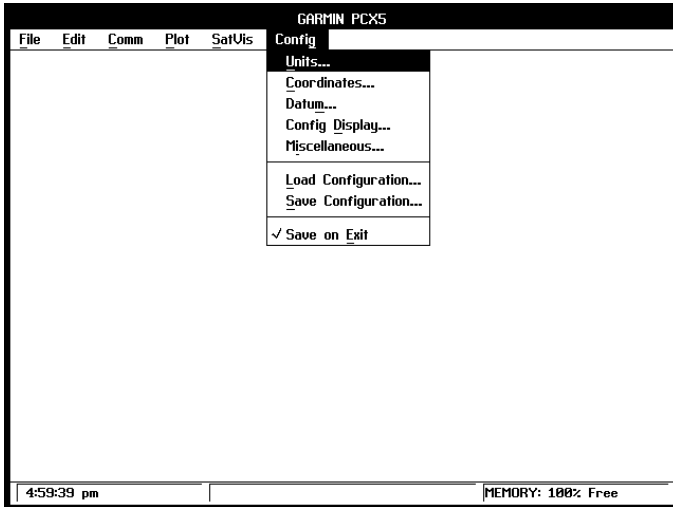 GARMIN PCX5
File Edit Comm Plot SatVis Config
Units...
Coordinates...
Datum...
Config Display...
Miscellaneous...
Load Configuration...
Save Configuration...
✓ Save on Exit
4:59:39 pm MEMORY: 100% Free